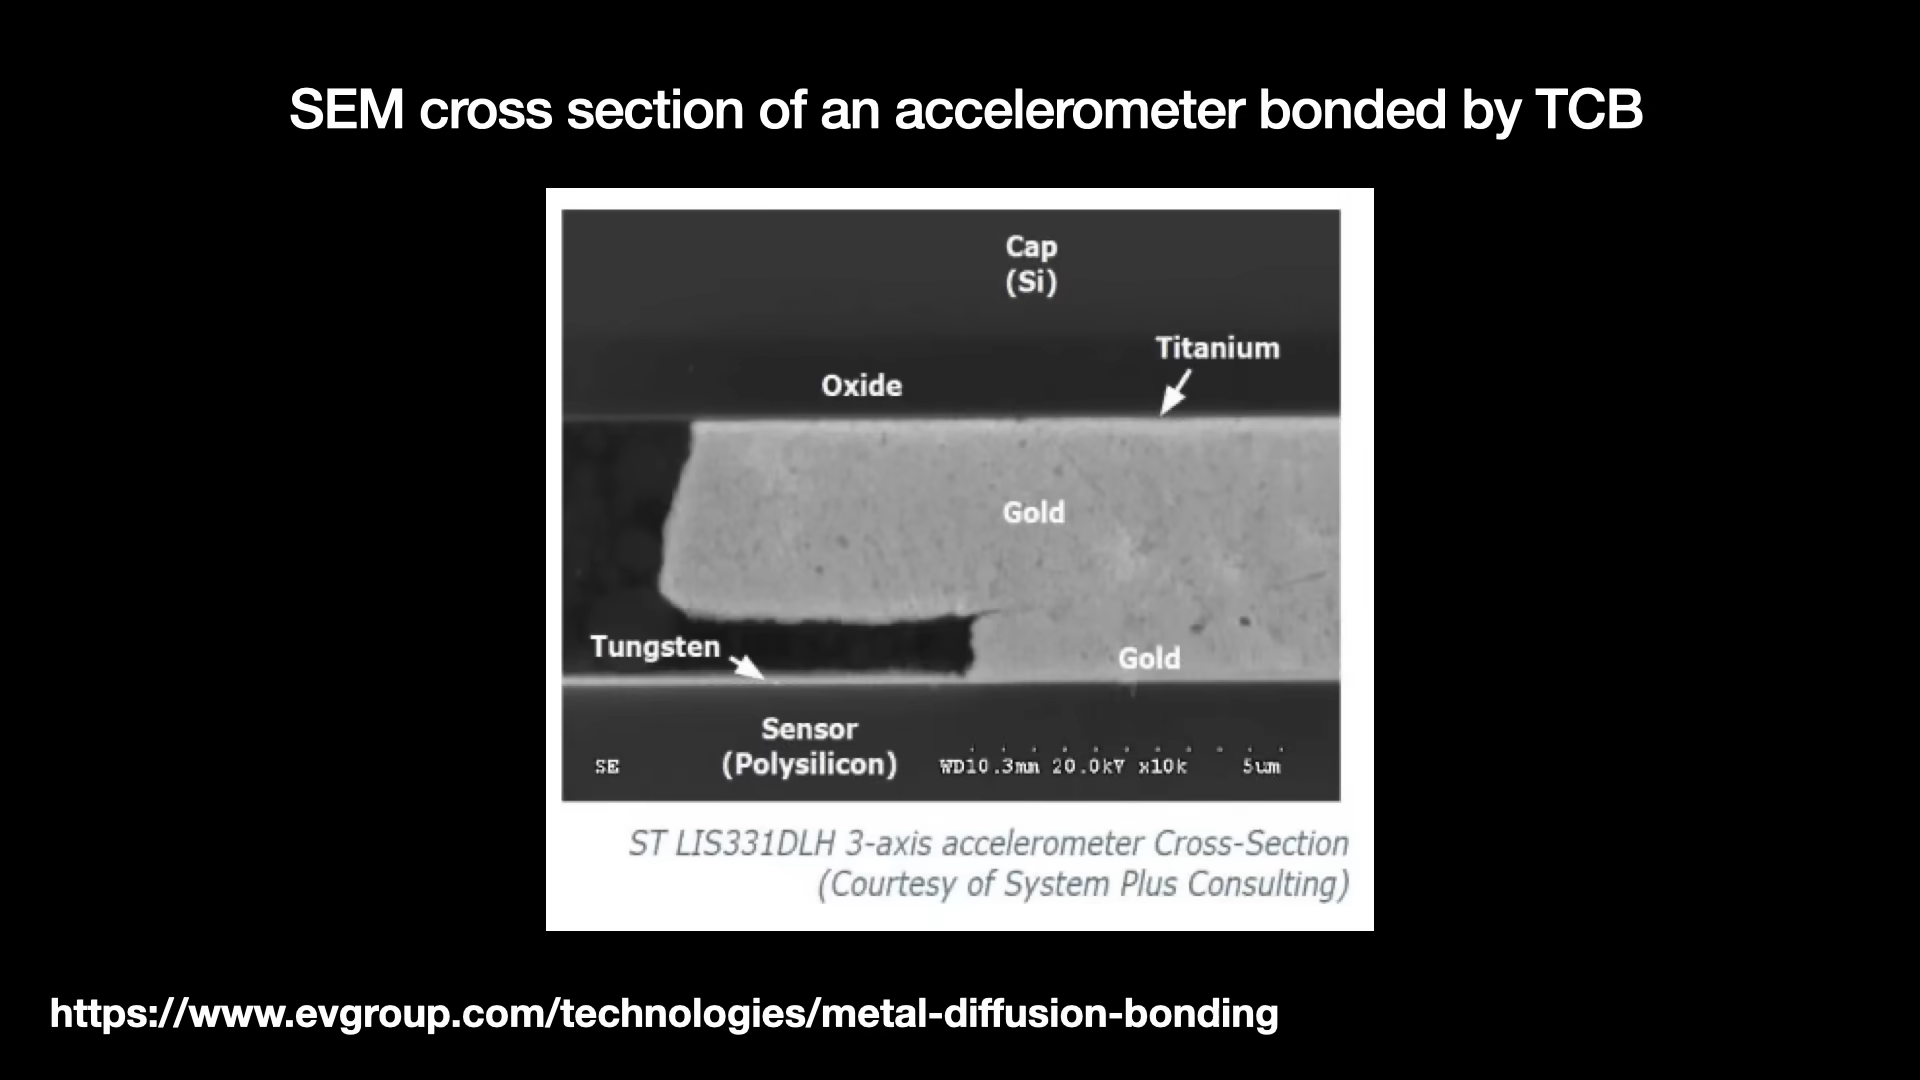 SEM cross section of an accelerometer bonded by TCB
Cap
(Si)
Titanium
Oxide
Gold
Tungsten
Gold
Sensor
(Polysilicon)
SE
WD10.3mm 20.0kV x10k 5um
ST LIS331DLH 3-axis accelerometer Cross-Section
(Courtesy of System Plus Consulting)
https://www.evgroup.com/technologies/metal-diffusion-bonding